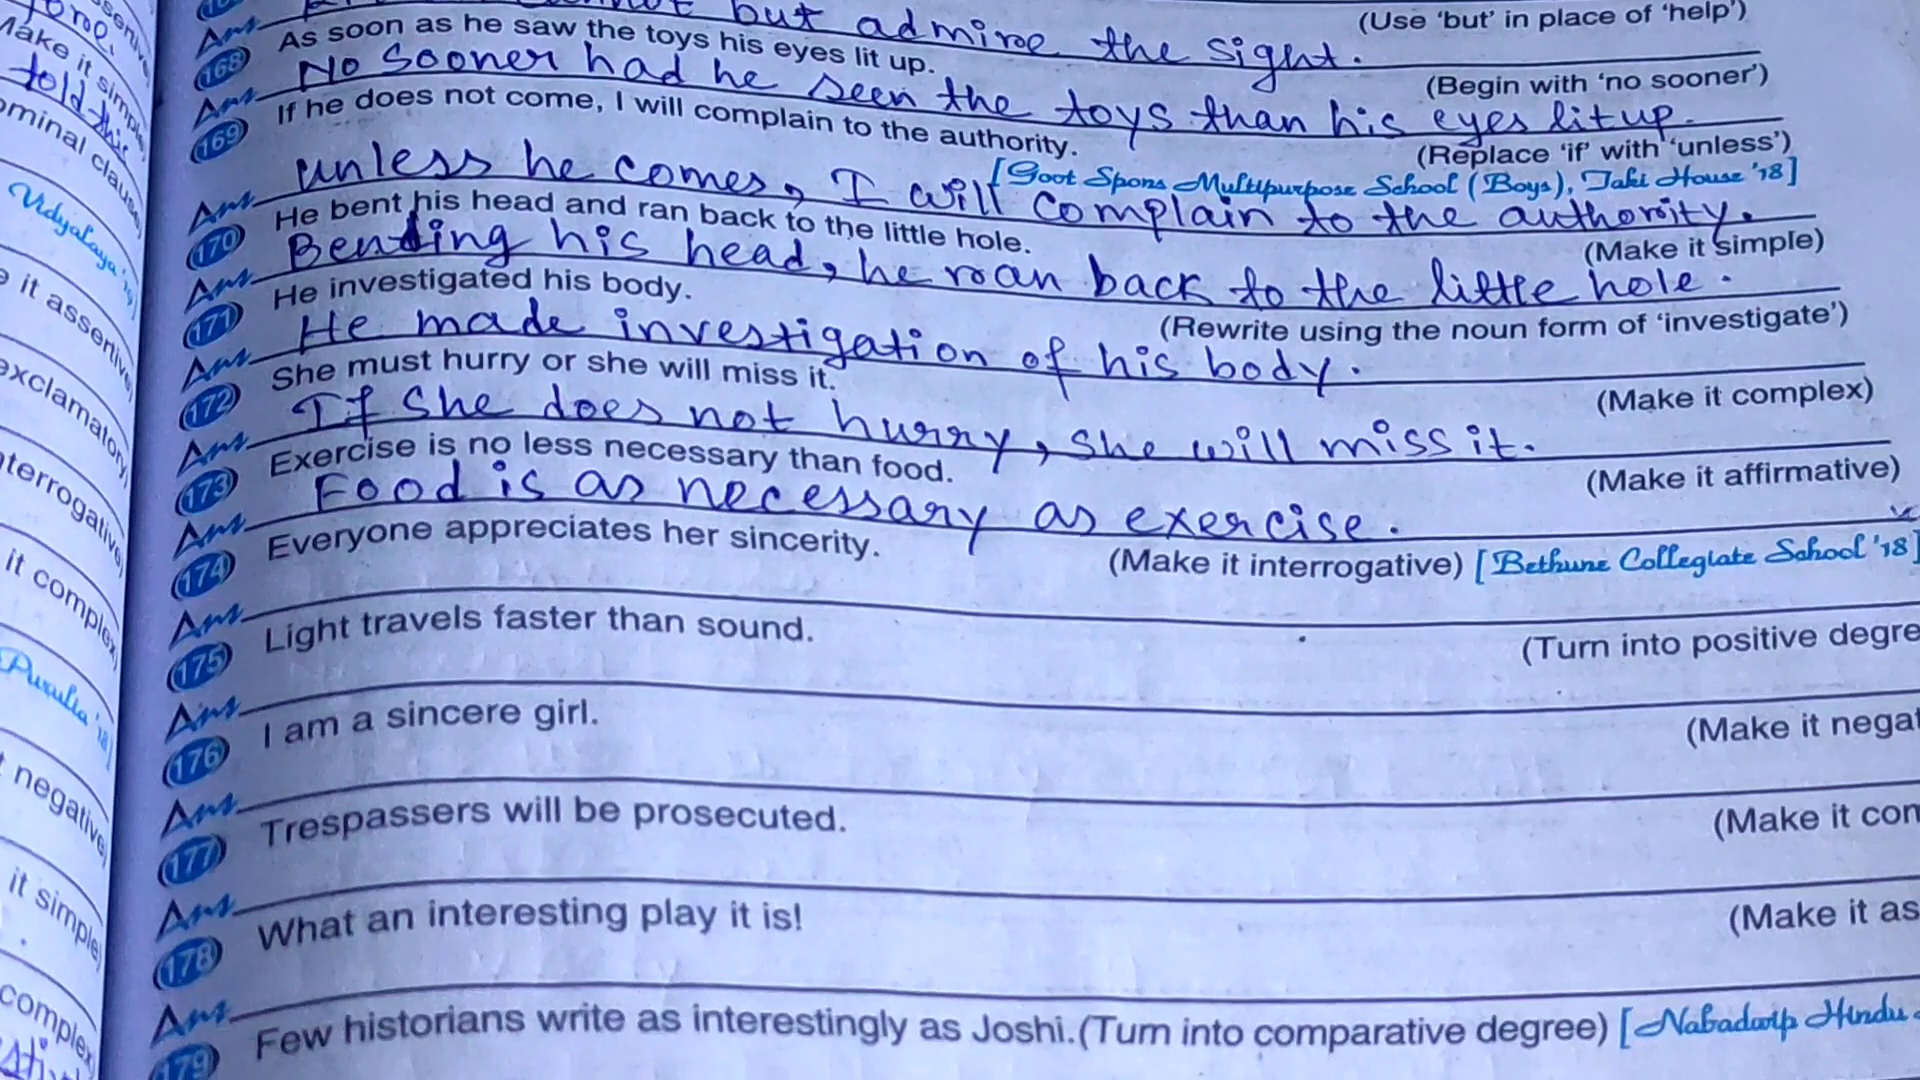 but admire the sight.
(Use 'but' in place of 'help')
Ans
168 As soon as he saw the toys his eyes lit up.
(Begin with 'no sooner')
Ans No sooner had he seen the toys than his eyes lit up.
169 If he does not come, I will complain to the authority.
(Replace 'if' with 'unless')
[Govt Spons Multipurpose School (Boys), Taki House '18]
Ans unless he comes, I will complain to the authority.
170 He bent his head and ran back to the little hole.
(Make it simple)
Ans Bending his head, he ran back to the little hole.
171 He investigated his body.
(Rewrite using the noun form of 'investigate')
Ans He made investigation of his body.
172 She must hurry or she will miss it.
(Make it complex)
Ans If she does not hurry, she will miss it.
173 Exercise is no less necessary than food.
(Make it affirmative)
Ans Food is as necessary as exercise.
174 Everyone appreciates her sincerity.
(Make it interrogative) [Bethune Collegiate School '18]
Ans
175 Light travels faster than sound.
(Turn into positive degre
Ans
176 I am a sincere girl.
(Make it negat
Ans
177 Trespassers will be prosecuted.
(Make it con
Ans
178 What an interesting play it is!
(Make it as
Ans
179 Few historians write as interestingly as Joshi. (Turn into comparative degree) [Nabadwip Hindu
Make it simple
told this
ominal clause
Vidyalaya '19]
e it assertive
exclamatory)
nterrogative)
it complex)
Purulia '18]
negative)
it simple)
complex)